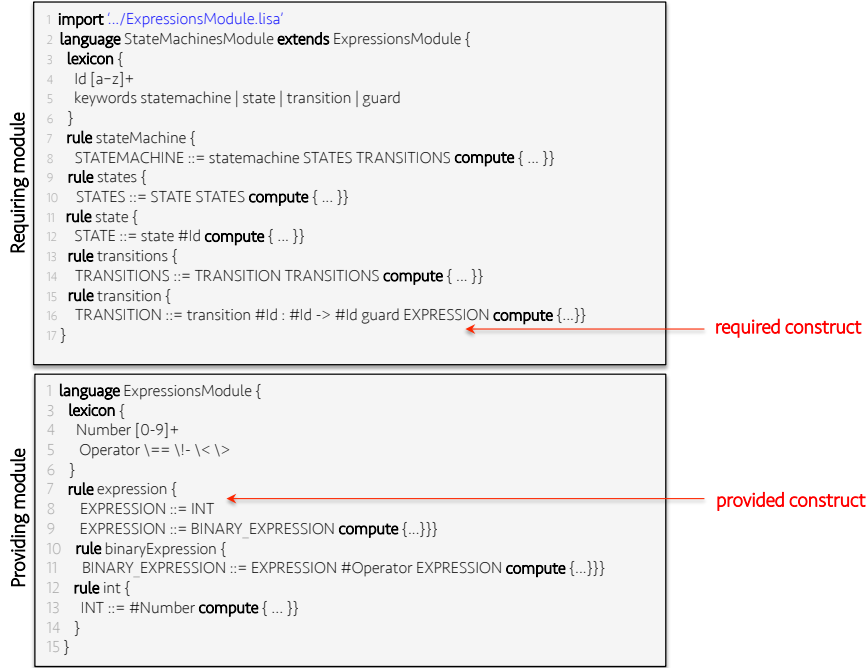 Requiring module
1 import '.../ExpressionsModule.lisa'
2 language StateMachinesModule extends ExpressionsModule {
3 lexicon {
4 Id [a-z]+
5 keywords statemachine | state | transition | guard
6 }
7 rule stateMachine {
8 STATEMACHINE ::= statemachine STATES TRANSITIONS compute { ... }}
9 rule states {
10 STATES ::= STATE STATES compute { ... }}
11 rule state {
12 STATE ::= state #Id compute { ... }}
13 rule transitions {
14 TRANSITIONS ::= TRANSITION TRANSITIONS compute { ... }}
15 rule transition {
16 TRANSITION ::= transition #Id : #Id -> #Id guard EXPRESSION compute {...}}
17 }
required construct
Providing module
1 language ExpressionsModule {
3 lexicon {
4 Number [0-9]+
5 Operator \== \!- \< \>
6 }
7 rule expression {
8 EXPRESSION ::= INT
9 EXPRESSION ::= BINARY_EXPRESSION compute {...}}}
10 rule binaryExpression {
11 BINARY_EXPRESSION ::= EXPRESSION #Operator EXPRESSION compute {...}}}
12 rule int {
13 INT ::= #Number compute { ... }}
14 }
15 }
provided construct